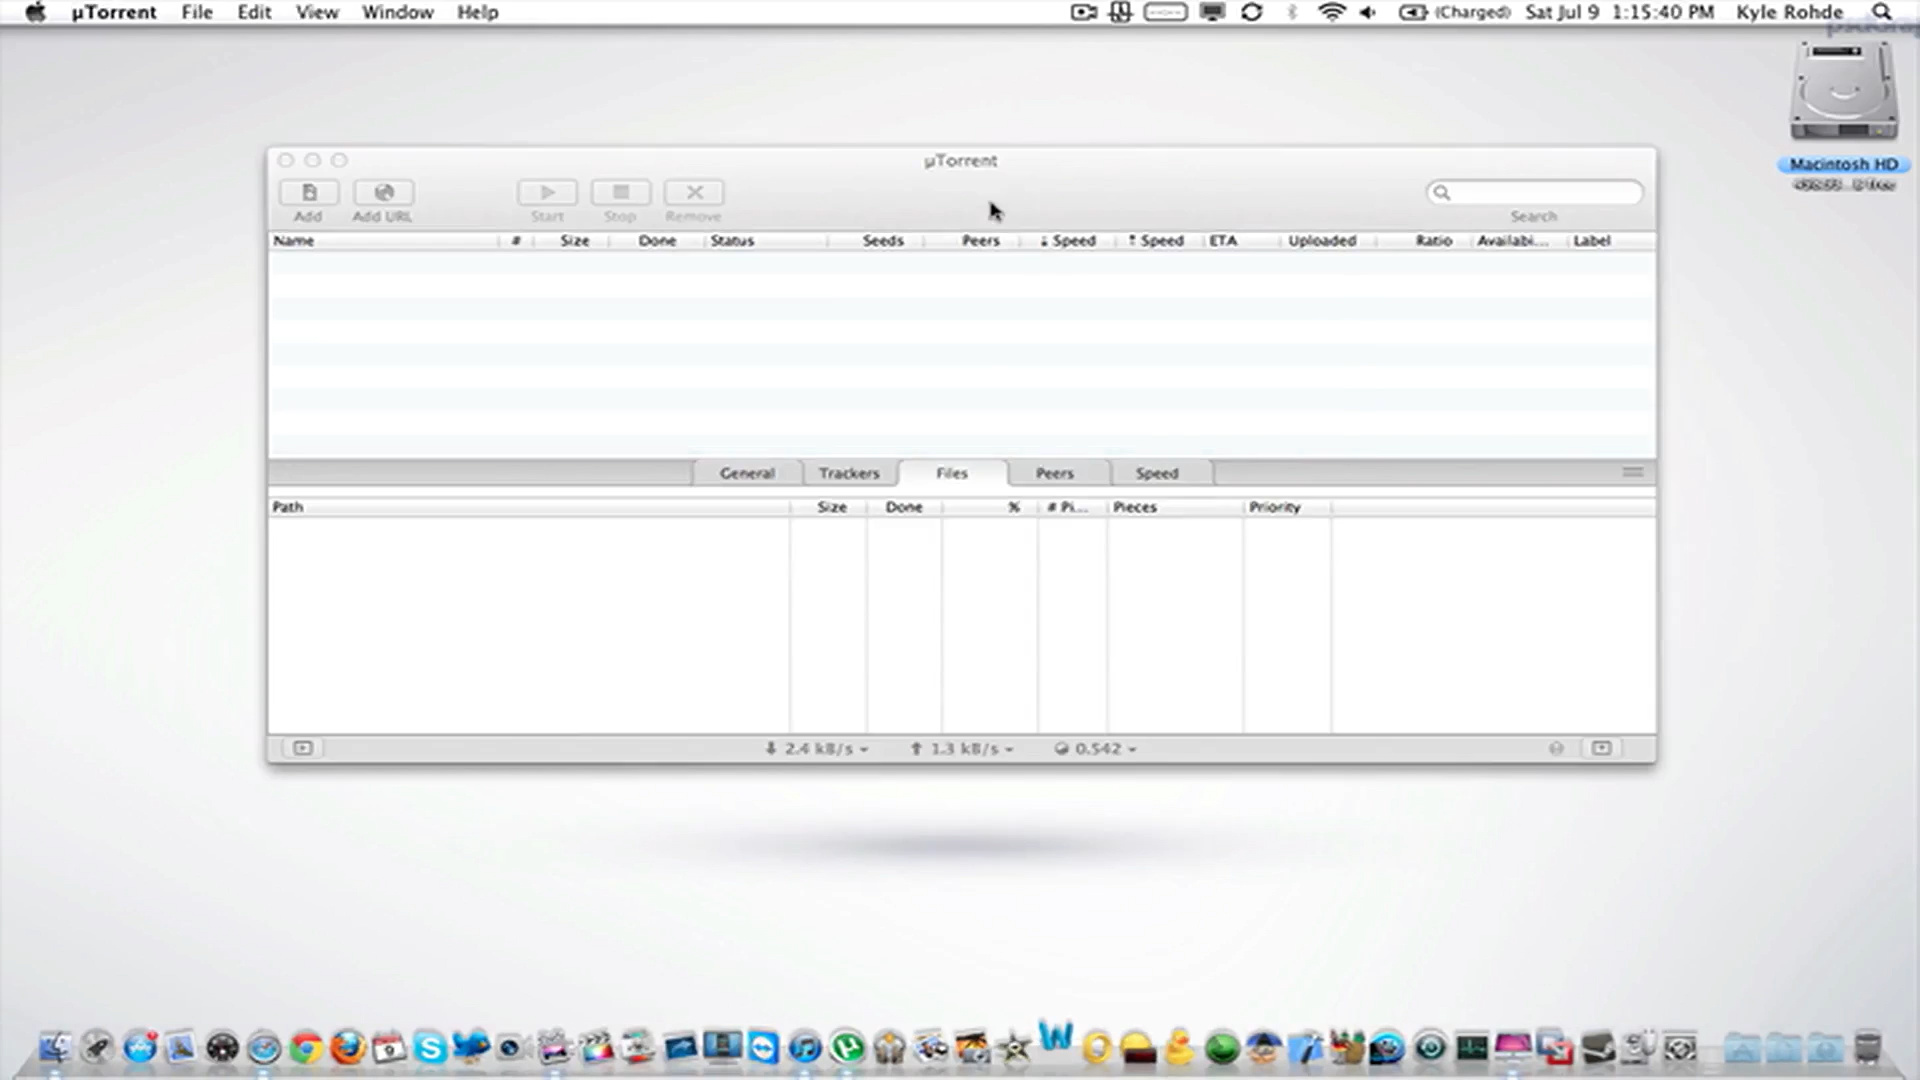 µTorrent File Edit View Window Help (Charged) Sat Jul 9 1:15:40 PM Kyle Rohde
Macintosh HD
µTorrent
Add Add URL Start Stop Remove Search
Name # Size Done Status Seeds Peers ↓ Speed ↑ Speed ETA Uploaded Ratio Availabi... Label
General Trackers Files Peers Speed
Path Size Done % # Pi... Pieces Priority
2.4 kB/s 1.3 kB/s 0.542